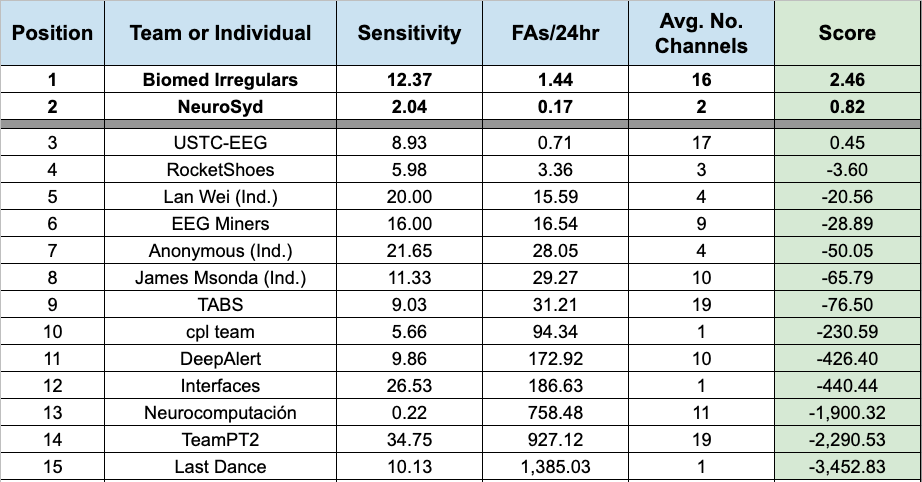 Position Team or Individual Sensitivity FAs/24hr Avg. No. Channels Score
1 Biomed Irregulars 12.37 1.44 16 2.46
2 NeuroSyd 2.04 0.17 2 0.82
3 USTC-EEG 8.93 0.71 17 0.45
4 RocketShoes 5.98 3.36 3 -3.60
5 Lan Wei (Ind.) 20.00 15.59 4 -20.56
6 EEG Miners 16.00 16.54 9 -28.89
7 Anonymous (Ind.) 21.65 28.05 4 -50.05
8 James Msonda (Ind.) 11.33 29.27 10 -65.79
9 TABS 9.03 31.21 19 -76.50
10 cpl team 5.66 94.34 1 -230.59
11 DeepAlert 9.86 172.92 10 -426.40
12 Interfaces 26.53 186.63 1 -440.44
13 Neurocomputación 0.22 758.48 11 -1,900.32
14 TeamPT2 34.75 927.12 19 -2,290.53
15 Last Dance 10.13 1,385.03 1 -3,452.83